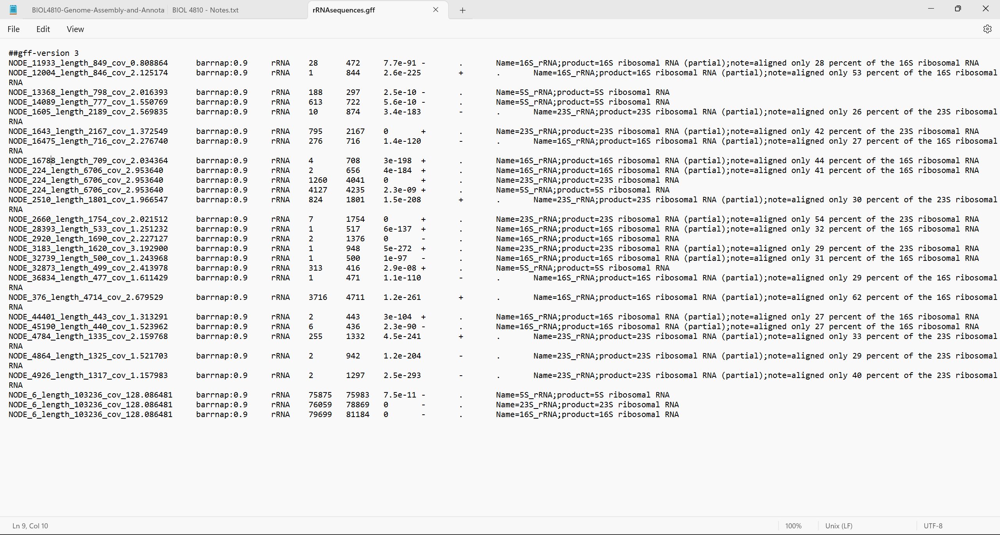 BIOL4810-Genome-Assembly-and-Annota
BIOL 4810 - Notes.txt
rRNAsequences.gff
File Edit View
##gff-version 3
NODE_11933_length_849_cov_0.808864 barrnap:0.9 rRNA 28 472 7.7e-91 - . Name=16S_rRNA;product=16S ribosomal RNA (partial);note=aligned only 28 percent of the 16S ribosomal RNA
NODE_12004_length_846_cov_2.125174 barrnap:0.9 rRNA 1 844 2.6e-225 + . Name=16S_rRNA;product=16S ribosomal RNA (partial);note=aligned only 53 percent of the 16S ribosomal
RNA
NODE_13368_length_798_cov_2.016393 barrnap:0.9 rRNA 188 297 2.5e-10 - . Name=5S_rRNA;product=5S ribosomal RNA
NODE_14089_length_777_cov_1.550769 barrnap:0.9 rRNA 613 722 5.6e-10 - . Name=5S_rRNA;product=5S ribosomal RNA
NODE_1605_length_2189_cov_2.569835 barrnap:0.9 rRNA 10 874 3.4e-183 - . Name=23S_rRNA;product=23S ribosomal RNA (partial);note=aligned only 26 percent of the 23S ribosomal
RNA
NODE_1643_length_2167_cov_1.372549 barrnap:0.9 rRNA 795 2167 0 + . Name=23S_rRNA;product=23S ribosomal RNA (partial);note=aligned only 42 percent of the 23S ribosomal RNA
NODE_16475_length_716_cov_2.276740 barrnap:0.9 rRNA 276 716 1.4e-120 - . Name=16S_rRNA;product=16S ribosomal RNA (partial);note=aligned only 27 percent of the 16S ribosomal
RNA
NODE_16788_length_709_cov_2.034364 barrnap:0.9 rRNA 4 708 3e-198 + . Name=16S_rRNA;product=16S ribosomal RNA (partial);note=aligned only 44 percent of the 16S ribosomal RNA
NODE_224_length_6706_cov_2.953640 barrnap:0.9 rRNA 2 656 4e-184 + . Name=16S_rRNA;product=16S ribosomal RNA (partial);note=aligned only 41 percent of the 16S ribosomal RNA
NODE_224_length_6706_cov_2.953640 barrnap:0.9 rRNA 1260 4041 0 + . Name=23S_rRNA;product=23S ribosomal RNA
NODE_224_length_6706_cov_2.953640 barrnap:0.9 rRNA 4127 4235 2.3e-09 + . Name=5S_rRNA;product=5S ribosomal RNA
NODE_2510_length_1801_cov_1.966547 barrnap:0.9 rRNA 824 1801 1.5e-208 + . Name=23S_rRNA;product=23S ribosomal RNA (partial);note=aligned only 30 percent of the 23S ribosomal
RNA
NODE_2660_length_1754_cov_2.021512 barrnap:0.9 rRNA 7 1754 0 + . Name=23S_rRNA;product=23S ribosomal RNA (partial);note=aligned only 54 percent of the 23S ribosomal RNA
NODE_28393_length_533_cov_1.251232 barrnap:0.9 rRNA 1 517 6e-137 + . Name=16S_rRNA;product=16S ribosomal RNA (partial);note=aligned only 32 percent of the 16S ribosomal RNA
NODE_2920_length_1690_cov_2.227127 barrnap:0.9 rRNA 2 1376 0 - . Name=16S_rRNA;product=16S ribosomal RNA
NODE_3183_length_1620_cov_3.192900 barrnap:0.9 rRNA 1 948 5e-272 + . Name=23S_rRNA;product=23S ribosomal RNA (partial);note=aligned only 29 percent of the 23S ribosomal RNA
NODE_32739_length_500_cov_1.243968 barrnap:0.9 rRNA 1 500 1e-97 - . Name=16S_rRNA;product=16S ribosomal RNA (partial);note=aligned only 31 percent of the 16S ribosomal RNA
NODE_32873_length_499_cov_2.413978 barrnap:0.9 rRNA 313 416 2.9e-08 + . Name=5S_rRNA;product=5S ribosomal RNA
NODE_36834_length_477_cov_1.611429 barrnap:0.9 rRNA 1 471 1.1e-110 - . Name=16S_rRNA;product=16S ribosomal RNA (partial);note=aligned only 29 percent of the 16S ribosomal
RNA
NODE_376_length_4714_cov_2.679529 barrnap:0.9 rRNA 3716 4711 1.2e-261 + . Name=16S_rRNA;product=16S ribosomal RNA (partial);note=aligned only 62 percent of the 16S ribosomal
RNA
NODE_44401_length_443_cov_1.313291 barrnap:0.9 rRNA 2 443 3e-104 + . Name=16S_rRNA;product=16S ribosomal RNA (partial);note=aligned only 27 percent of the 16S ribosomal RNA
NODE_45190_length_440_cov_1.523962 barrnap:0.9 rRNA 6 436 2.3e-90 - . Name=16S_rRNA;product=16S ribosomal RNA (partial);note=aligned only 27 percent of the 16S ribosomal RNA
NODE_4784_length_1335_cov_2.159768 barrnap:0.9 rRNA 255 1332 4.5e-241 + . Name=23S_rRNA;product=23S ribosomal RNA (partial);note=aligned only 33 percent of the 23S ribosomal
RNA
NODE_4864_length_1325_cov_1.521703 barrnap:0.9 rRNA 2 942 1.2e-204 - . Name=23S_rRNA;product=23S ribosomal RNA (partial);note=aligned only 29 percent of the 23S ribosomal
RNA
NODE_4926_length_1317_cov_1.157983 barrnap:0.9 rRNA 2 1297 2.5e-293 - . Name=23S_rRNA;product=23S ribosomal RNA (partial);note=aligned only 40 percent of the 23S ribosomal
RNA
NODE_6_length_103236_cov_128.086481 barrnap:0.9 rRNA 75875 75983 7.5e-11 - . Name=5S_rRNA;product=5S ribosomal RNA
NODE_6_length_103236_cov_128.086481 barrnap:0.9 rRNA 76059 78869 0 - . Name=23S_rRNA;product=23S ribosomal RNA
NODE_6_length_103236_cov_128.086481 barrnap:0.9 rRNA 79699 81184 0 - . Name=16S_rRNA;product=16S ribosomal RNA
Ln 9, Col 10 100% Unix (LF) UTF-8